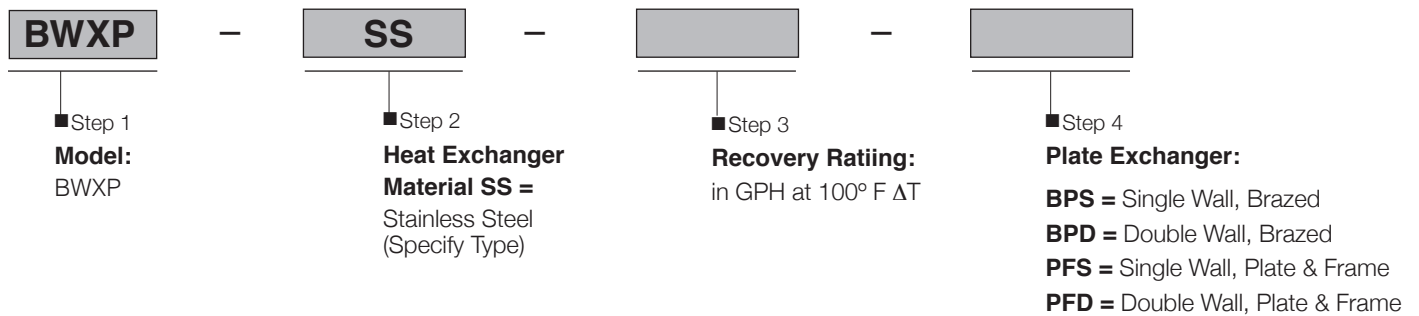 BWXP – SS – –
■ Step 1
Model:
BWXP
■ Step 2
Heat Exchanger
Material SS =
Stainless Steel
(Specify Type)
■ Step 3
Recovery Ratiing:
in GPH at 100º F ΔT
■ Step 4
Plate Exchanger:
BPS = Single Wall, Brazed
BPD = Double Wall, Brazed
PFS = Single Wall, Plate & Frame
PFD = Double Wall, Plate & Frame